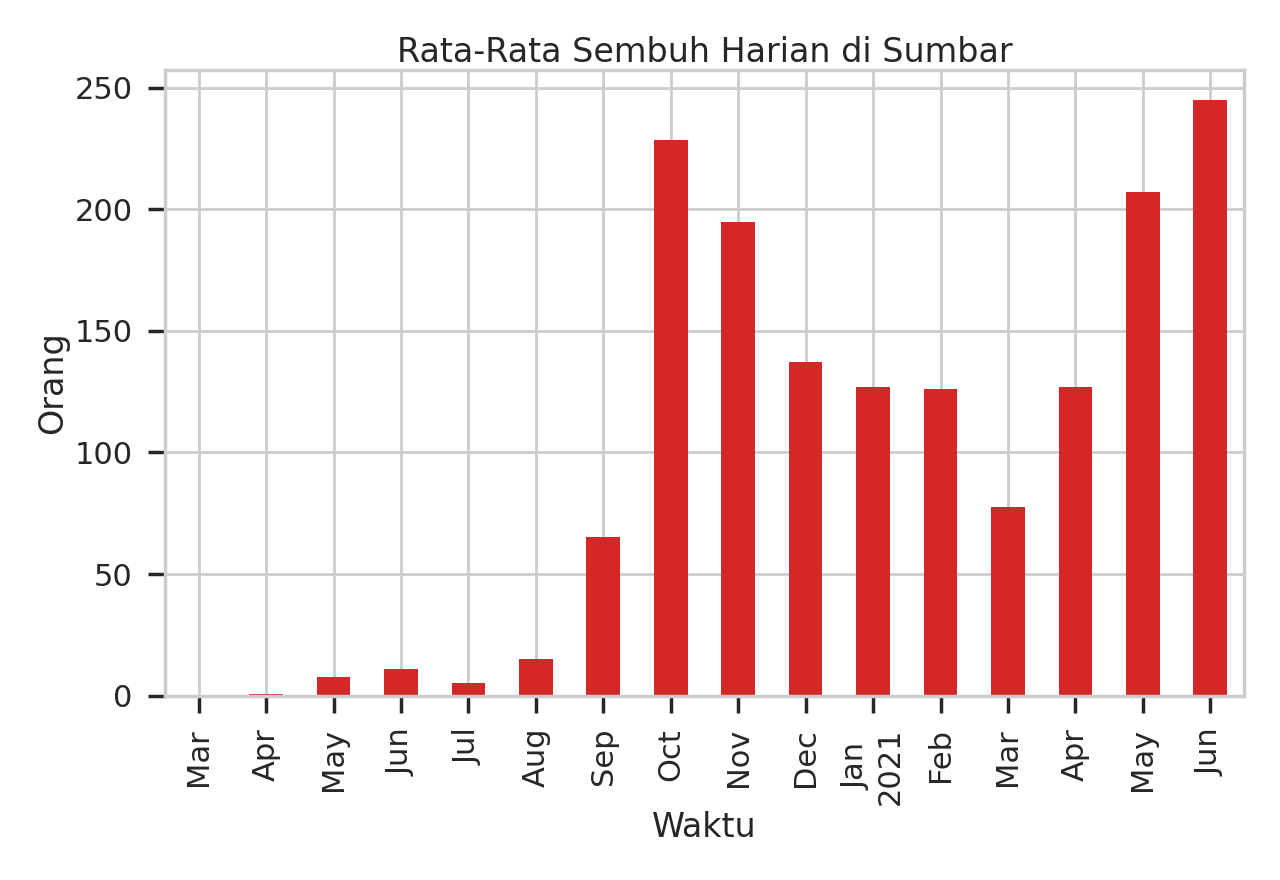 Rata-Rata Sembuh Harian di Sumbar
250
200
150
100
50
0
Orang
Mar
Apr
May
Jun
Jul
Aug
Sep
Oct
Nov
Dec
Jan
2021
Feb
Mar
Apr
May
Jun
Waktu